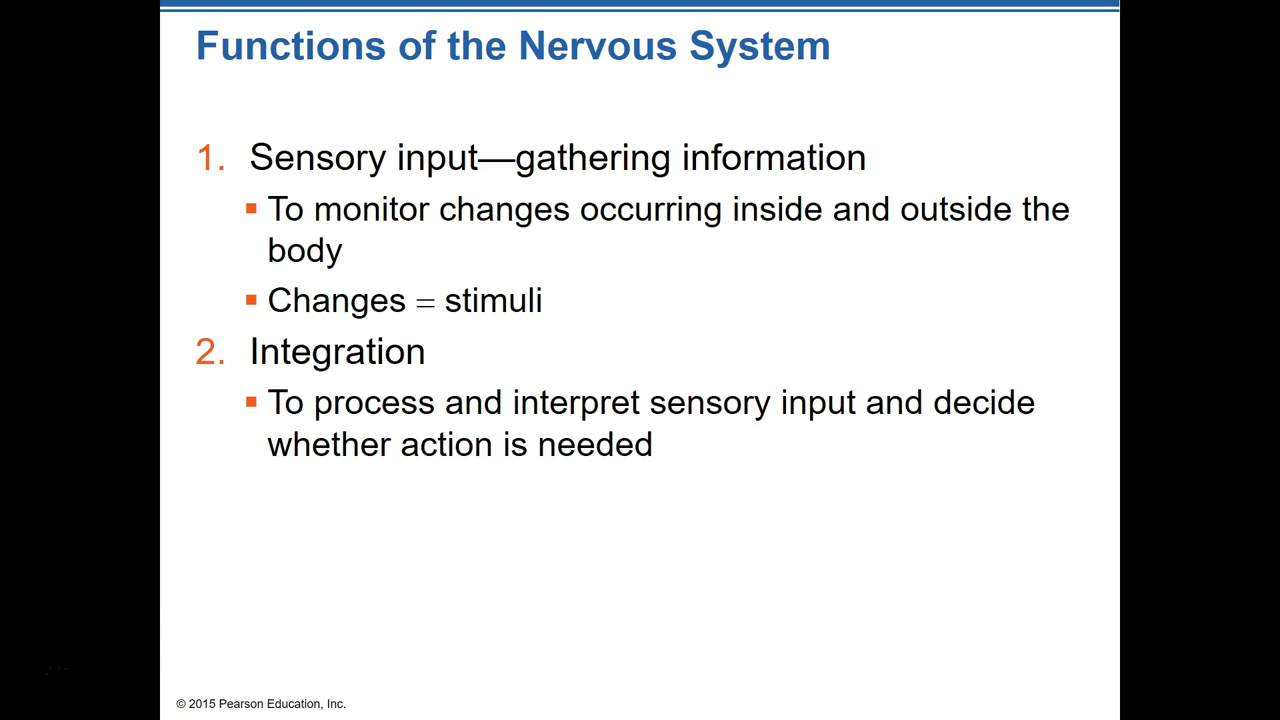 Functions of the Nervous System
1. Sensory input—gathering information
▪ To monitor changes occurring inside and outside the
body
▪ Changes = stimuli
2. Integration
▪ To process and interpret sensory input and decide
whether action is needed
© 2015 Pearson Education, Inc.